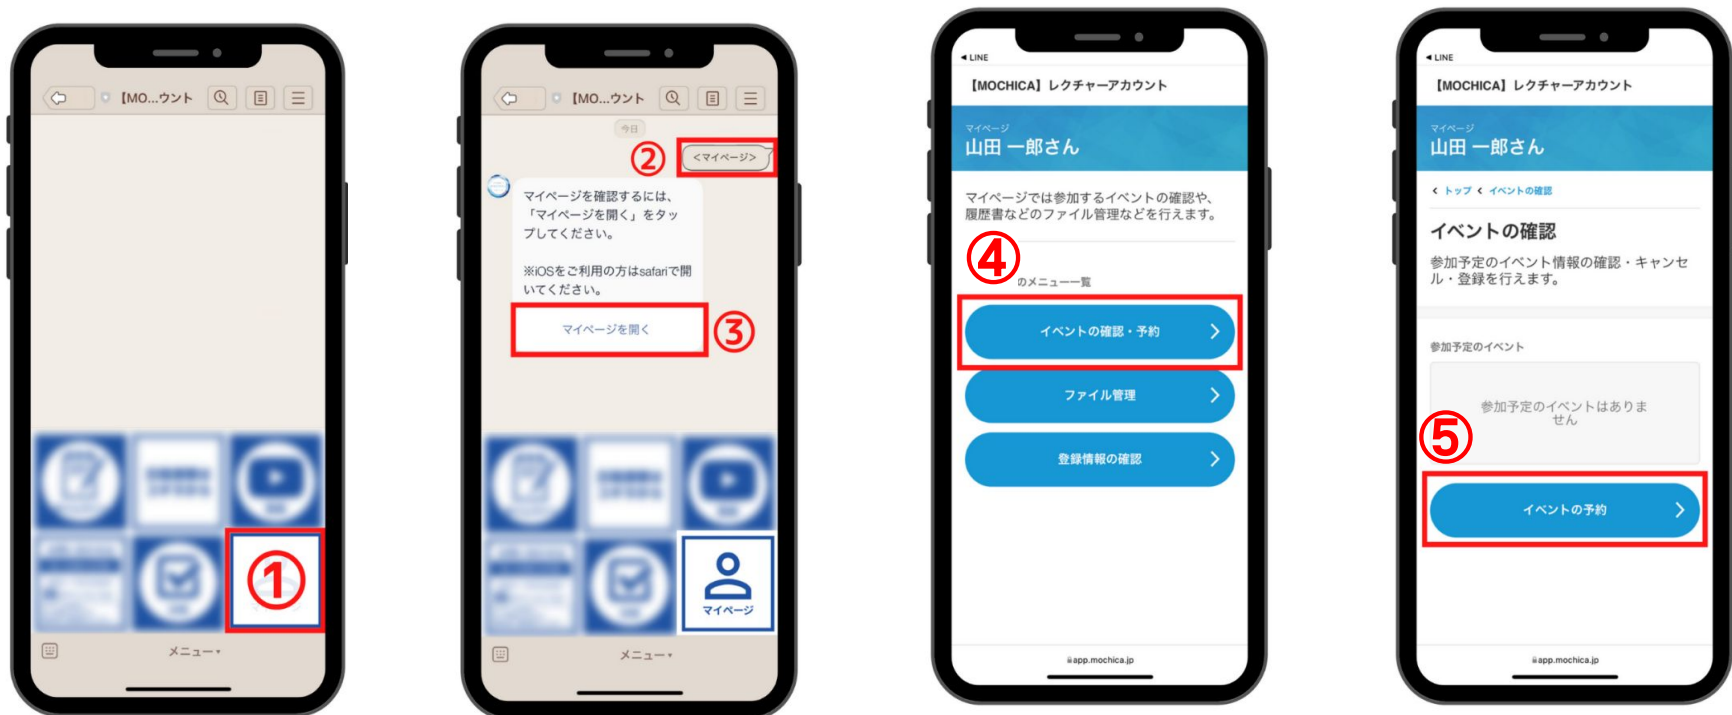 【MO...ウント
①
メニュー▾
【MO...ウント
今日
②
<マイページ>
マイページを確認するには、
「マイページを開く」をタッ
プしてください。
※iOSをご利用の方はsafariで開
いてください。
マイページを開く
③
マイページ
メニュー▾
◀ LINE
【MOCHICA】レクチャーアカウント
マイページ
山田 一郎さん
マイページでは参加するイベントの確認や、
履歴書などのファイル管理などを行えます。
④
のメニュー一覧
イベントの確認・予約
ファイル管理
登録情報の確認
app.mochica.jp
◀ LINE
【MOCHICA】レクチャーアカウント
マイページ
山田 一郎さん
< トップ < イベントの確認
イベントの確認
参加予定のイベント情報の確認・キャンセ
ル・登録を行えます。
参加予定のイベント
参加予定のイベントはありま
せん
⑤
イベントの予約
app.mochica.jp